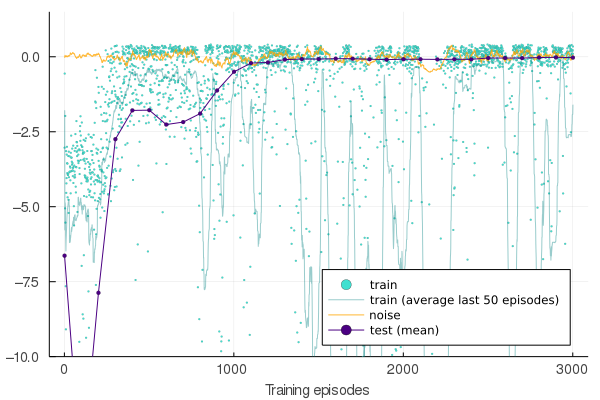 0.0
−2.5
−5.0
−7.5
−10.0
0 1000 2000 3000
Training episodes
train
train (average last 50 episodes)
noise
test (mean)